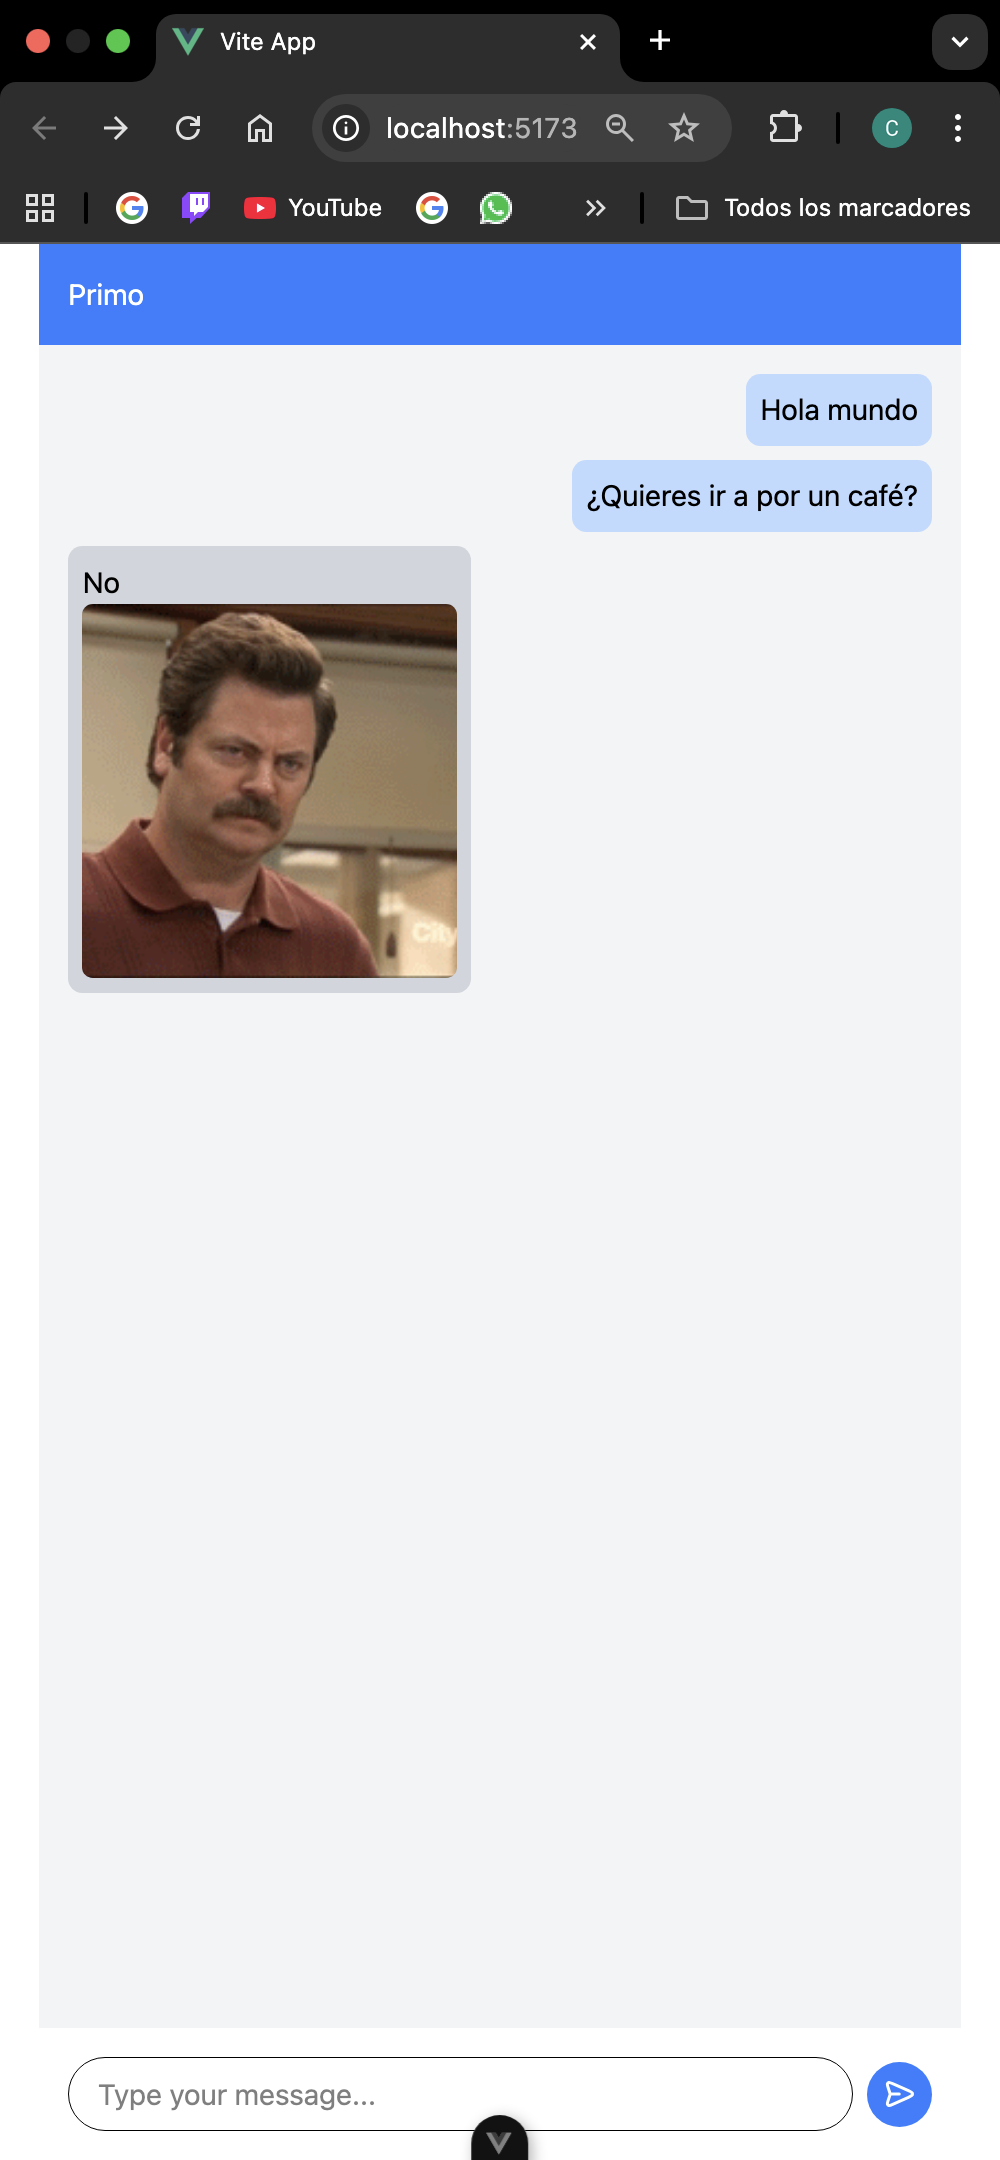 Vite App
localhost:5173
C
YouTube
Todos los marcadores
Primo
Hola mundo
¿Quieres ir a por un café?
No
City
Type your message...